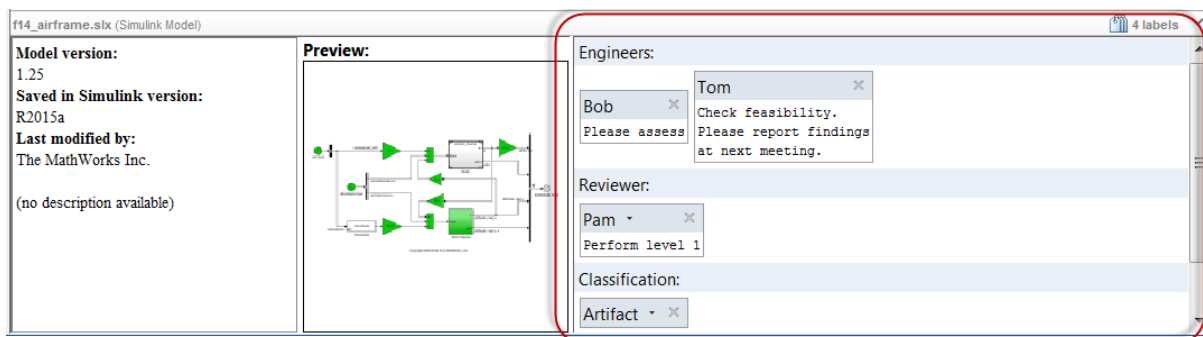 f14_airframe.slx (Simulink Model)
4 labels
Model version:
1.25
Saved in Simulink version:
R2015a
Last modified by:
The MathWorks Inc.
(no description available)
Preview:
Engineers:
Bob
Please assess
Tom
Check feasibility.
Please report findings
at next meeting.
Reviewer:
Pam
Perform level 1
Classification:
Artifact